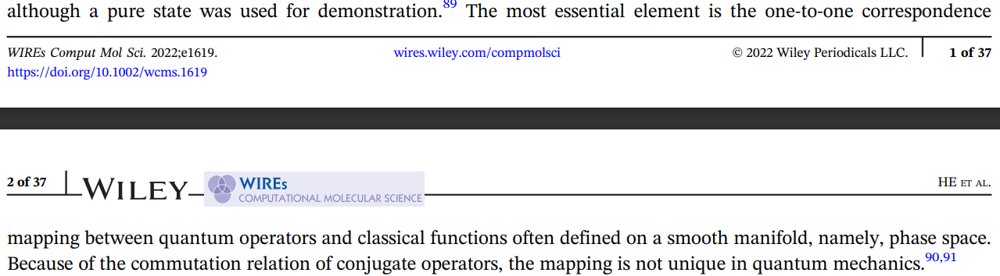 although a pure state was used for demonstration.89 The most essential element is the one-to-one correspondence
WIREs Comput Mol Sci. 2022;e1619. wires.wiley.com/compmolsci © 2022 Wiley Periodicals LLC. 1 of 37
https://doi.org/10.1002/wcms.1619
2 of 37 WILEY WIREs HE ET AL.
COMPUTATIONAL MOLECULAR SCIENCE
mapping between quantum operators and classical functions often defined on a smooth manifold, namely, phase space.
Because of the commutation relation of conjugate operators, the mapping is not unique in quantum mechanics.90,91